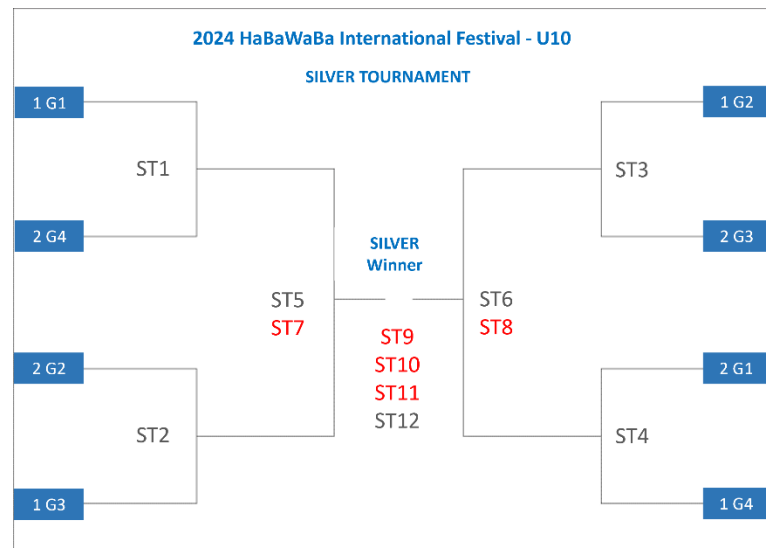 2024 HaBaWaBa International Festival - U10
SILVER TOURNAMENT
1 G1
1 G2
ST1
ST3
2 G4
2 G3
SILVER
Winner
ST5
ST6
ST7
ST8
ST9
ST10
ST11
ST12
2 G2
2 G1
ST2
ST4
1 G3
1 G4